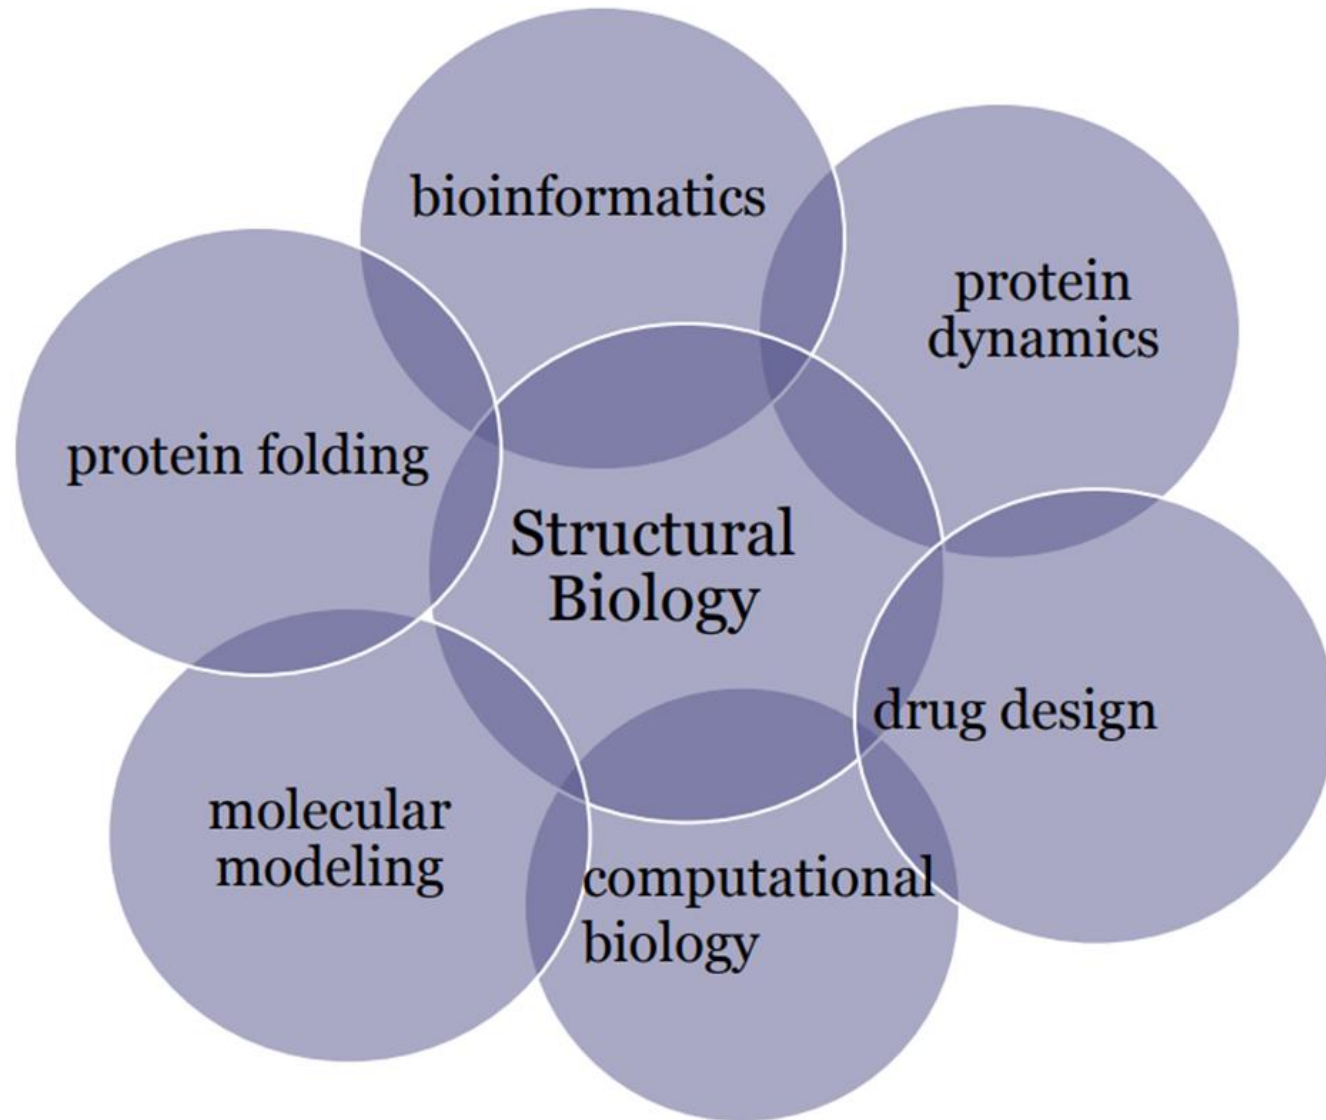 bioinformatics
protein
dynamics
protein folding
Structural
Biology
drug design
molecular
modeling
computational
biology